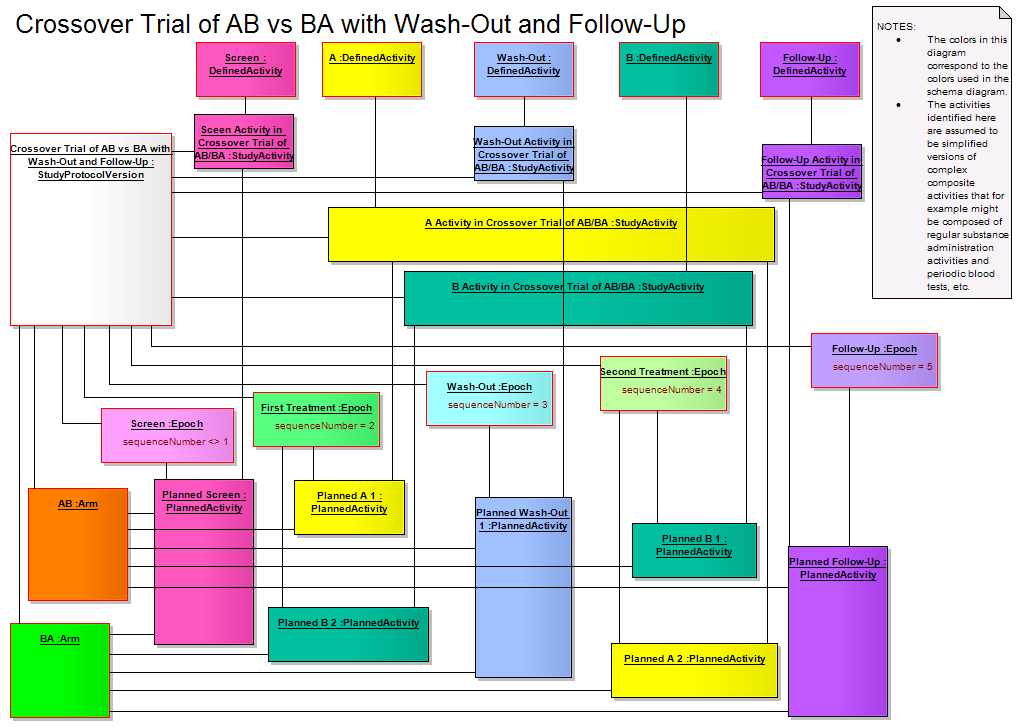 Crossover Trial of AB vs BA with Wash-Out and Follow-Up
NOTES:
• The colors in this
diagram
correspond to the
colors used in the
schema diagram.
• The activities
identified here
are assumed to
be simplified
versions of
complex
composite
activities that for
example might
be composed of
regular substance
administration
activities and
periodic blood
tests, etc.
Screen :
DefinedActivity
A :DefinedActivity
Wash-Out :
DefinedActivity
B :DefinedActivity
Follow-Up :
DefinedActivity
Sceen Activity in
Crossover Trial of
AB/BA :StudyActivity
Wash-Out Activity in
Crossover Trial of
AB/BA :StudyActivity
Follow-Up Activity in
Crossover Trial of
AB/BA :StudyActivity
Crossover Trial of AB vs BA with
Wash-Out and Follow-Up :
StudyProtocolVersion
A Activity in Crossover Trial of AB/BA :StudyActivity
B Activity in Crossover Trial of AB/BA :StudyActivity
Follow-Up :Epoch
sequenceNumber = 5
Second Treatment :Epoch
sequenceNumber = 4
Wash-Out :Epoch
sequenceNumber = 3
First Treatment :Epoch
sequenceNumber = 2
Screen :Epoch
sequenceNumber <> 1
AB :Arm
Planned Screen :
PlannedActivity
Planned A 1 :
PlannedActivity
Planned Wash-Out
1 :PlannedActivity
Planned B 1 :
PlannedActivity
Planned Follow-Up :
PlannedActivity
BA :Arm
Planned B 2 :PlannedActivity
Planned A 2 :PlannedActivity